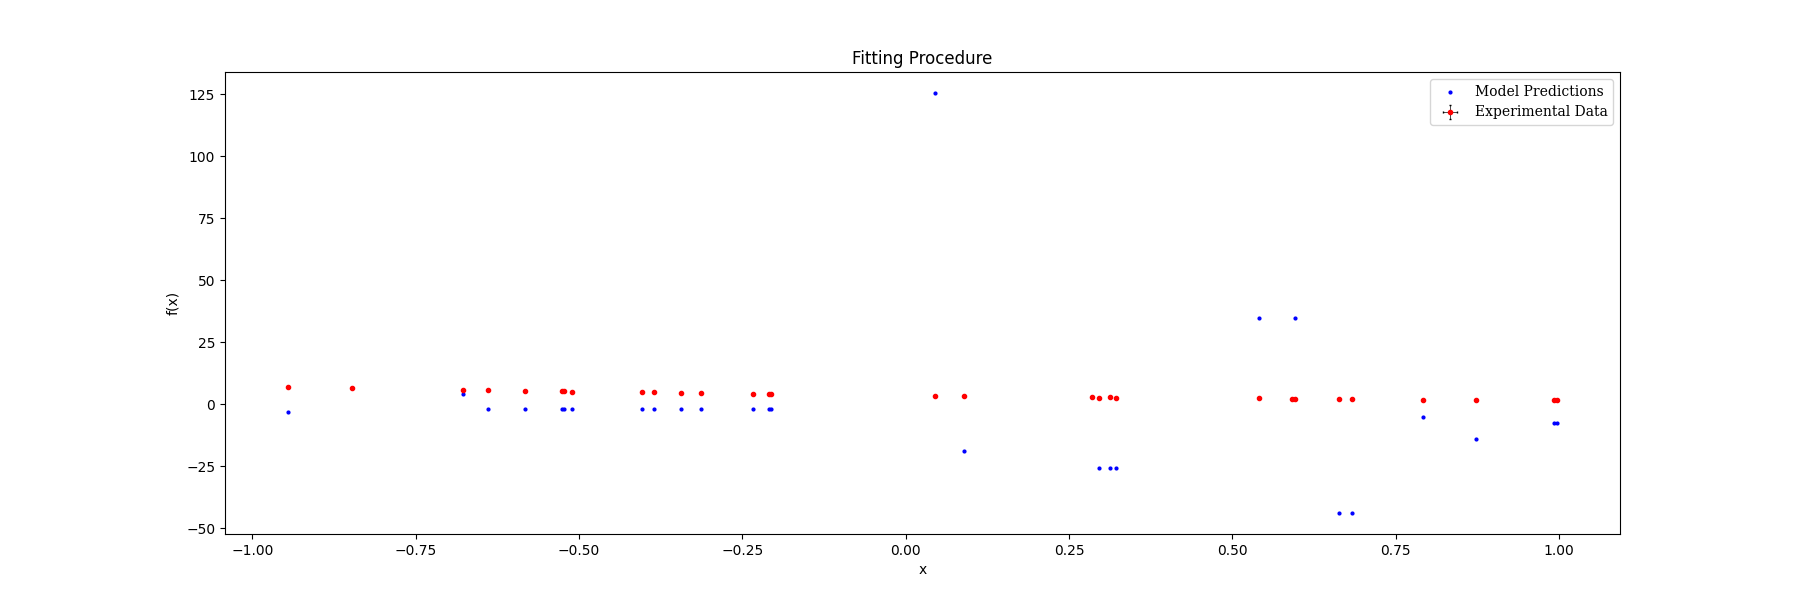 Fitting Procedure
125
100
75
50
25
0
−25
−50
f(x)
Model Predictions
Experimental Data
−1.00 −0.75 −0.50 −0.25 0.00 0.25 0.50 0.75 1.00
x